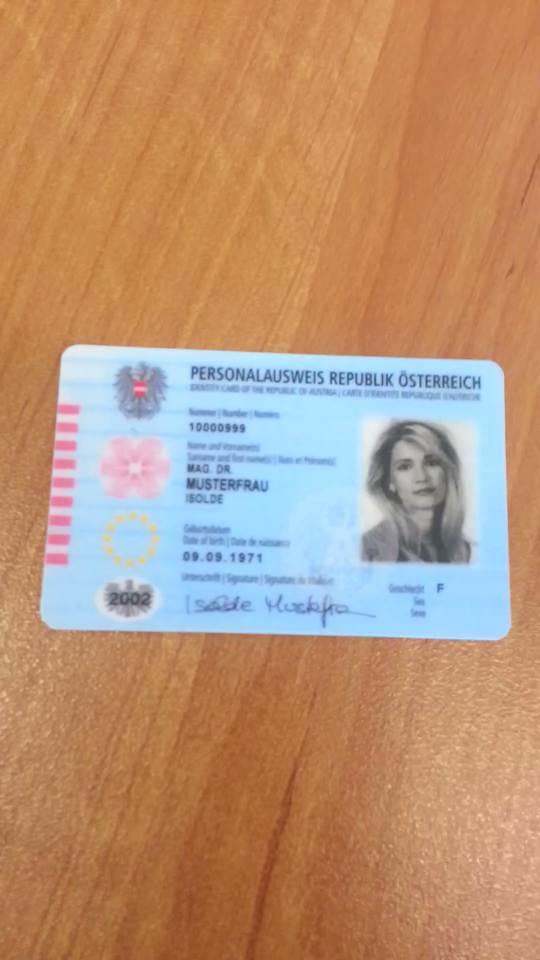 PERSONALAUSWEIS REPUBLIK ÖSTERREICH
IDENTITY CARD OF THE REPUBLIC OF AUSTRIA | CARTE D'IDENTITÉ RÉPUBLIQUE D'AUTRICHE
Nummer | Number | Numéro
10000999
Name und Vorname(n)
Surname and first name(s) | Nom et Prénom(s)
MAG. DR.
MUSTERFRAU
ISOLDE
Geburtsdatum
Date of birth | Date de naissance
09.09.1971
Unterschrift | Signature | Signature du titulaire
Isolde Musterfra
Geschlecht F
Sex
Sexe
2002